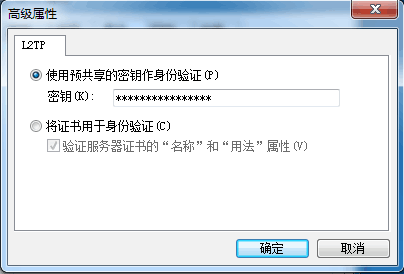 高级属性
L2TP
使用预共享的密钥作身份验证(P)
密钥(K): ****************
将证书用于身份验证(C)
验证服务器证书的“名称”和“用法”属性(V)
确定 取消